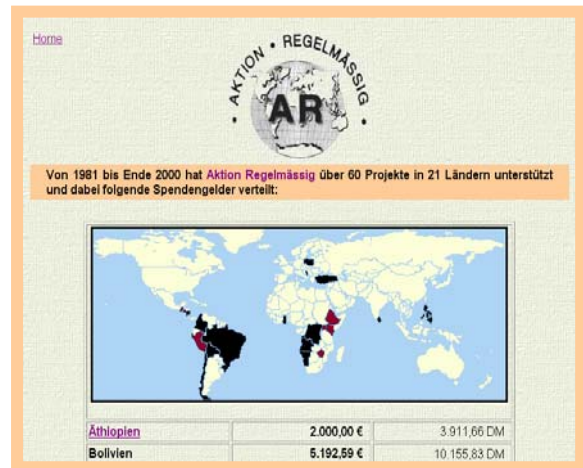 Home
AKTION • REGELMÄSSIG •
AR
Von 1981 bis Ende 2000 hat Aktion Regelmässig über 60 Projekte in 21 Ländern unterstützt
und dabei folgende Spendengelder verteilt:
Äthiopien 2.000,00 € 3.911,66 DM
Bolivien 5.192,59 € 10.155,83 DM